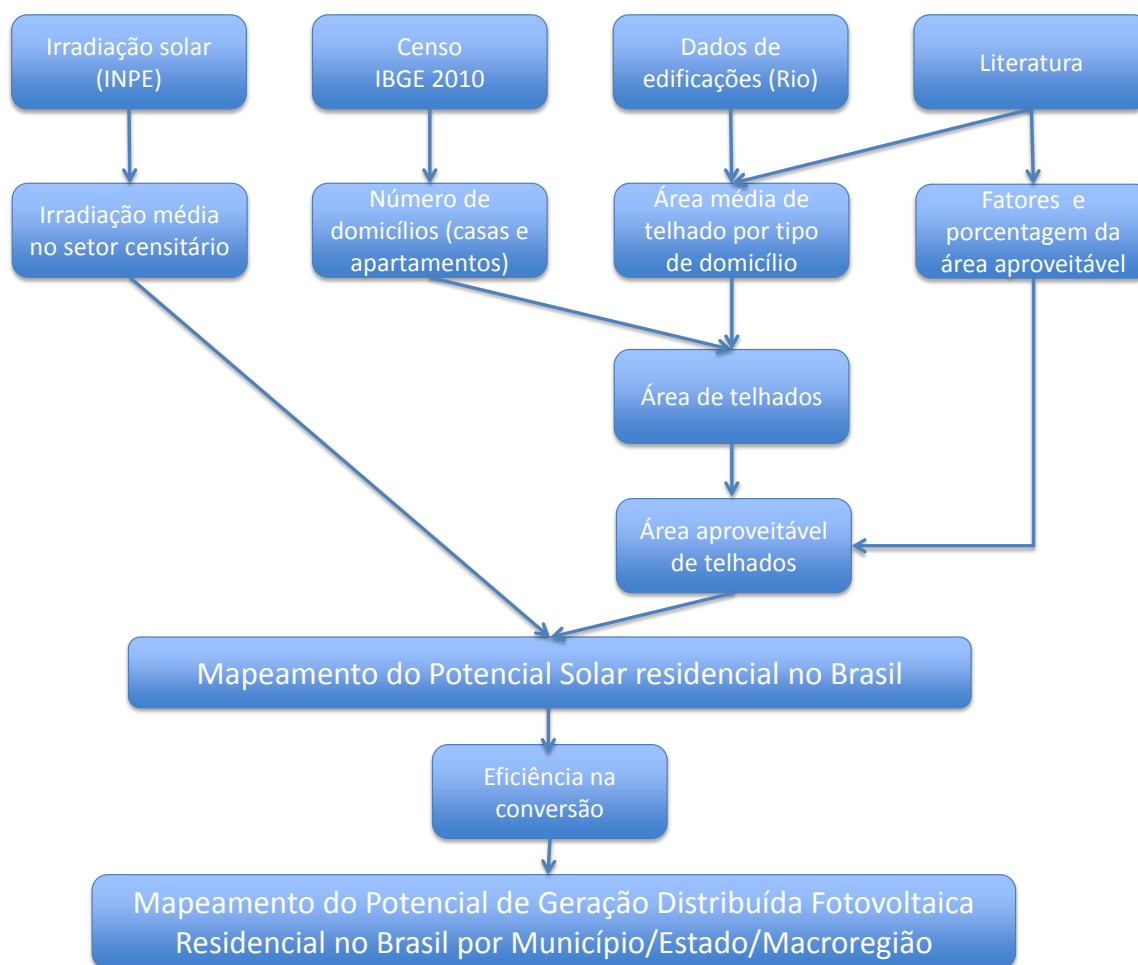 Irradiação solar
(INPE)
Censo
IBGE 2010
Dados de
edificações (Rio)
Literatura
Irradiação média
no setor censitário
Número de
domicílios (casas e
apartamentos)
Área média de
telhado por tipo
de domicílio
Fatores e
porcentagem da
área aproveitável
Área de telhados
Área aproveitável
de telhados
Mapeamento do Potencial Solar residencial no Brasil
Eficiência na
conversão
Mapeamento do Potencial de Geração Distribuída Fotovoltaica
Residencial no Brasil por Município/Estado/Macroregião